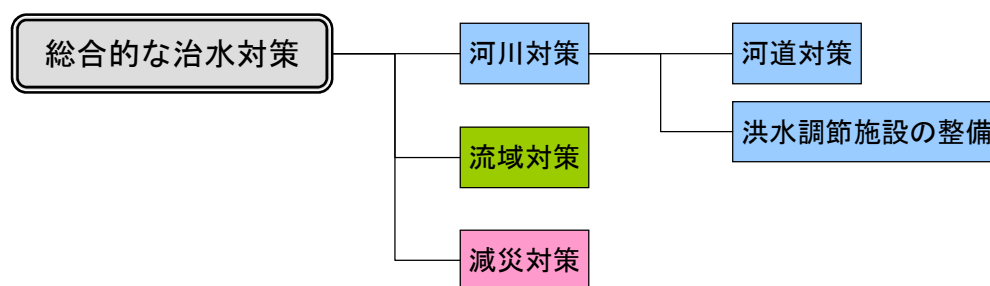 総合的な治水対策
河川対策
河道対策
洪水調節施設の整備
流域対策
減災対策